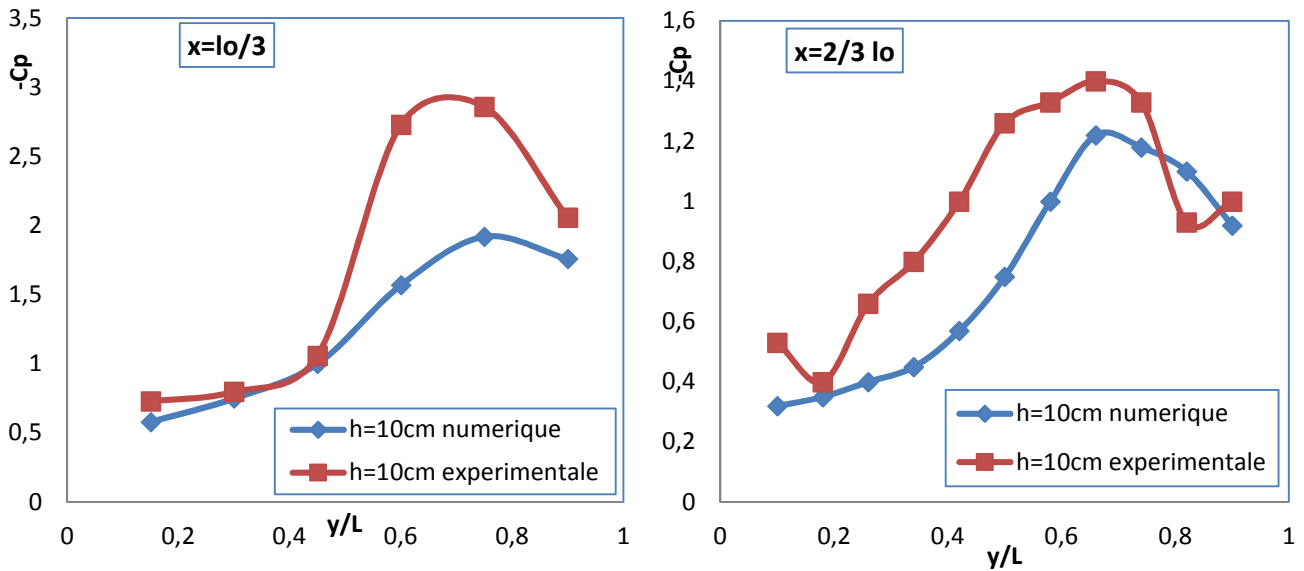 x=lo/3
-Cp
3,5
3
2,5
2
1,5
1
0,5
0
0
0,2
0,4
0,6
0,8
1
y/L
h=10cm numerique
h=10cm experimentale
x=2/3 lo
-Cp
1,6
1,4
1,2
1
0,8
0,6
0,4
0,2
0
0
0,2
0,4
0,6
0,8
1
y/L
h=10cm numerique
h=10cm experimentale